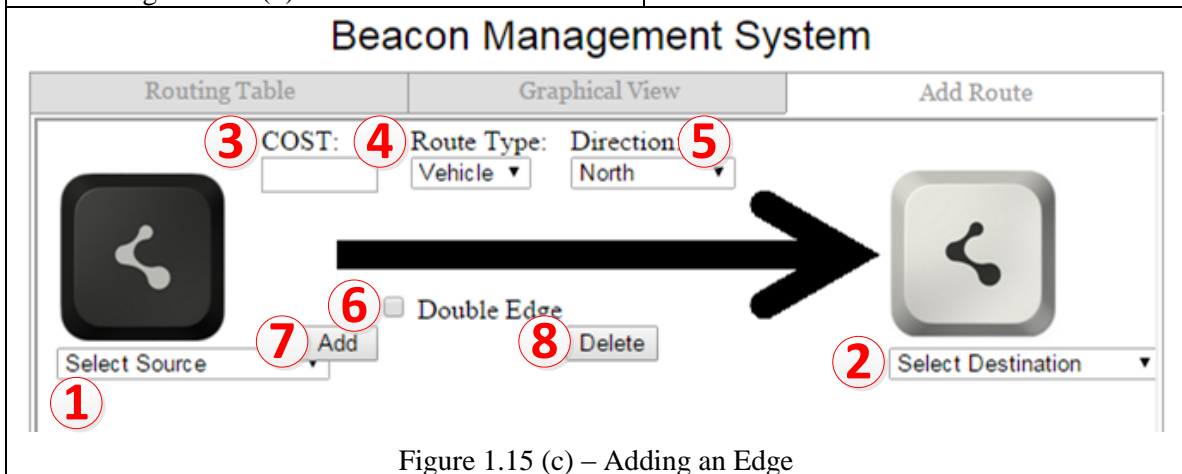 Beacon Management System
Routing Table Graphical View Add Route
3 COST: 4 Route Type: Direction: 5
Vehicle North
6 Double Edge
7 Add 8 Delete
Select Source 2 Select Destination
1
Figure 1.15 (c) – Adding an Edge